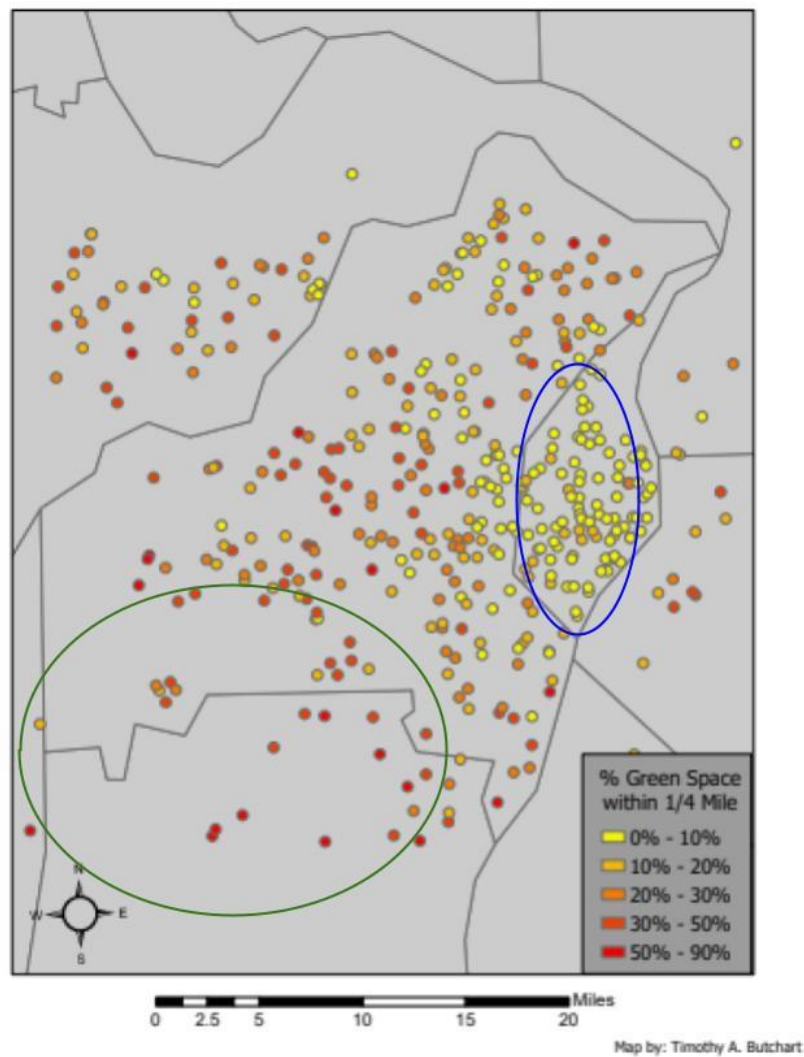 % Green Space
within 1/4 Mile
0% - 10%
10% - 20%
20% - 30%
30% - 50%
50% - 90%
N
W E
S
Miles
0 2.5 5 10 15 20
Map by: Timothy A. Butchart